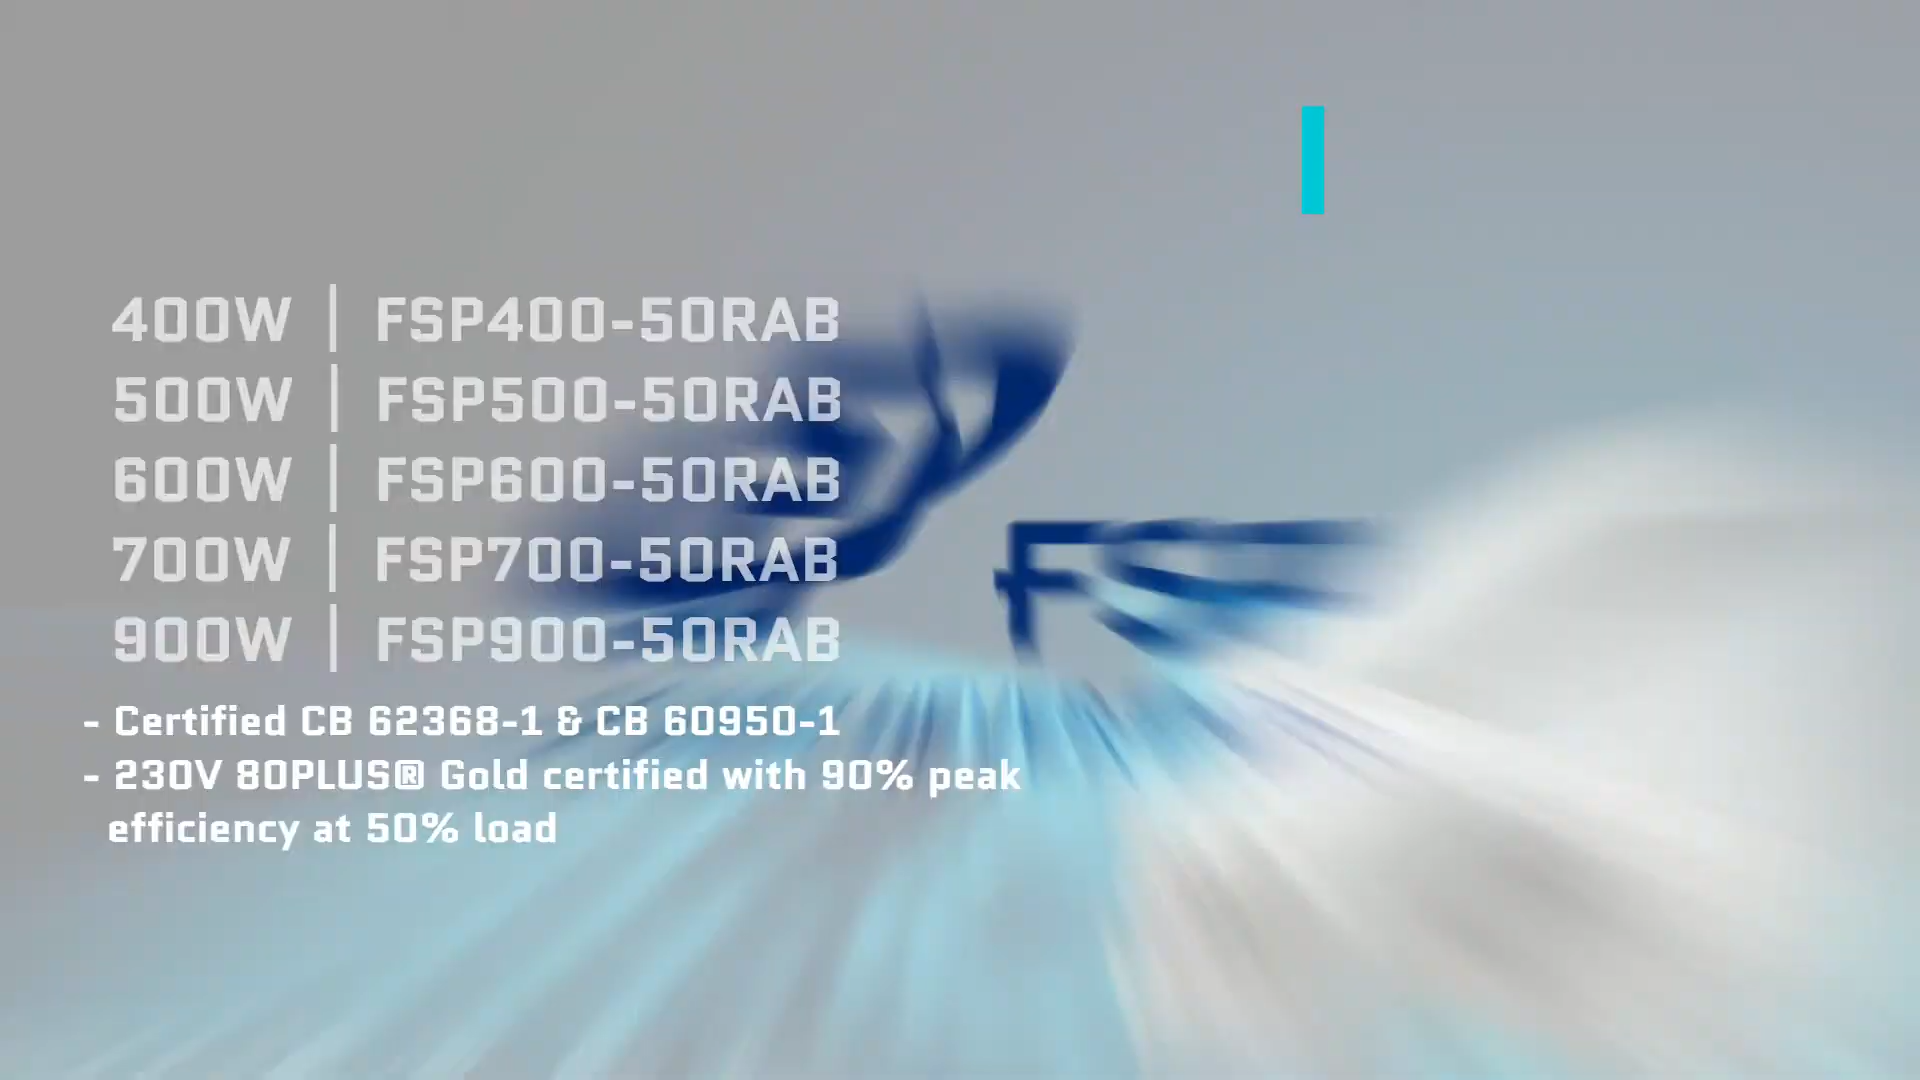 400W | FSP400-50RAB
500W | FSP500-50RAB
600W | FSP600-50RAB
700W | FSP700-50RAB
900W | FSP900-50RAB
- Certified CB 62368-1 & CB 60950-1
- 230V 80PLUS® Gold certified with 90% peak
efficiency at 50% load